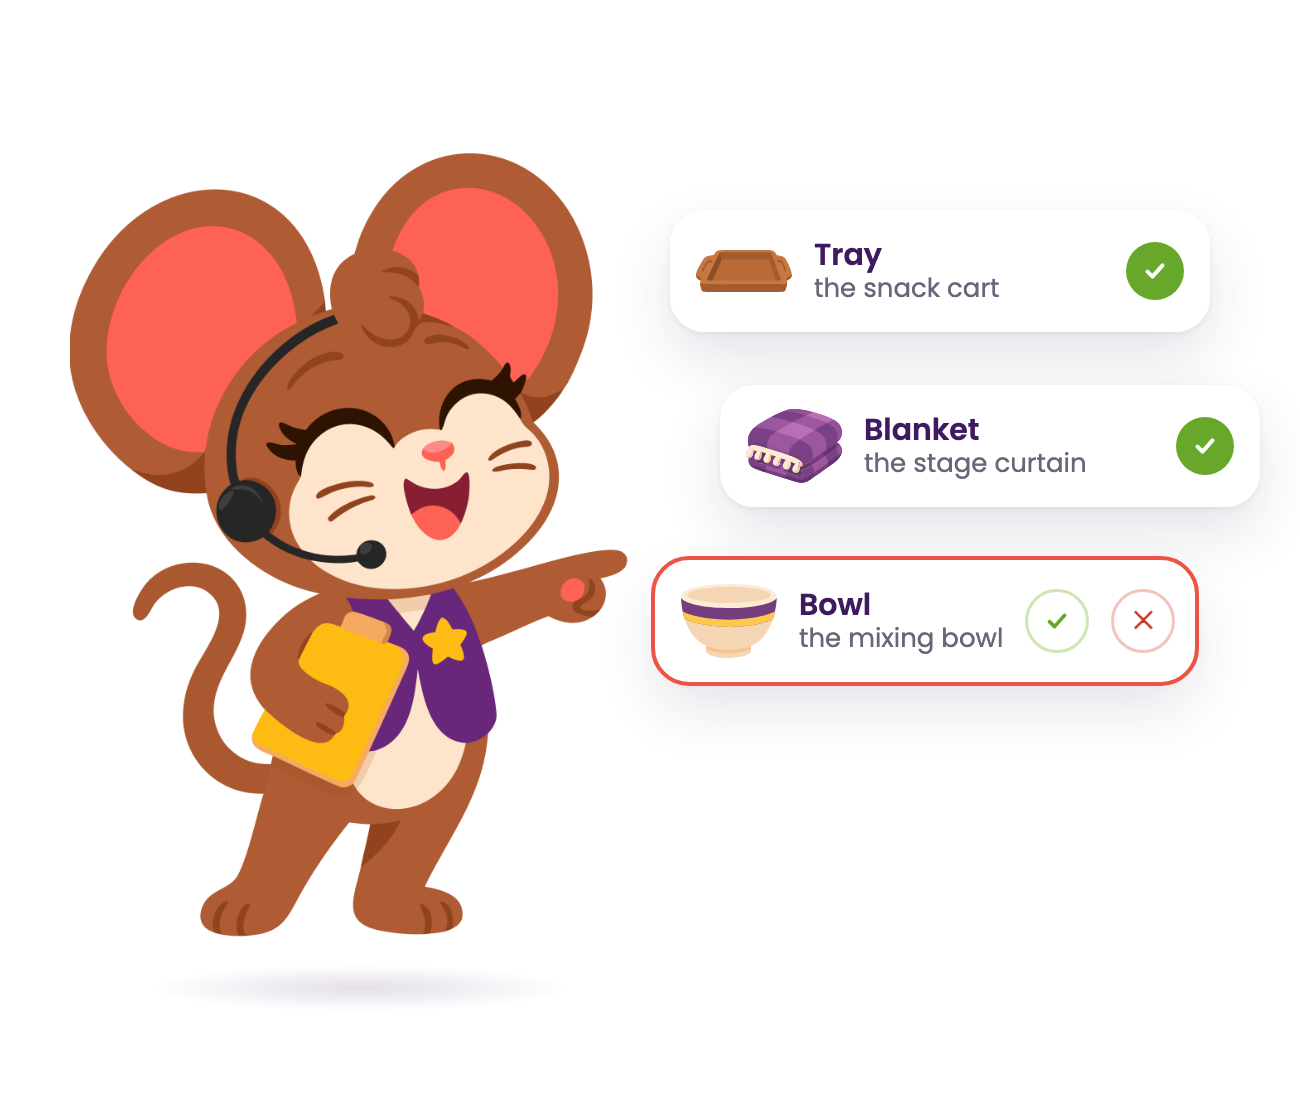 Tray
the snack cart
Blanket
the stage curtain
Bowl
the mixing bowl